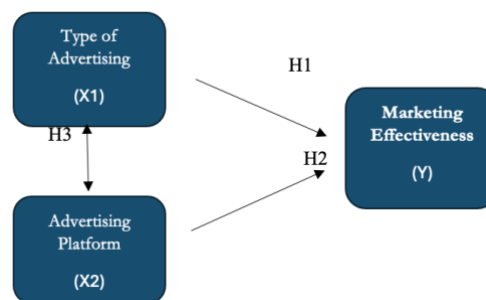 Type of
Advertising
(X1)
H1
Marketing
Effectiveness
(Y)
H3
H2
Advertising
Platform
(X2)